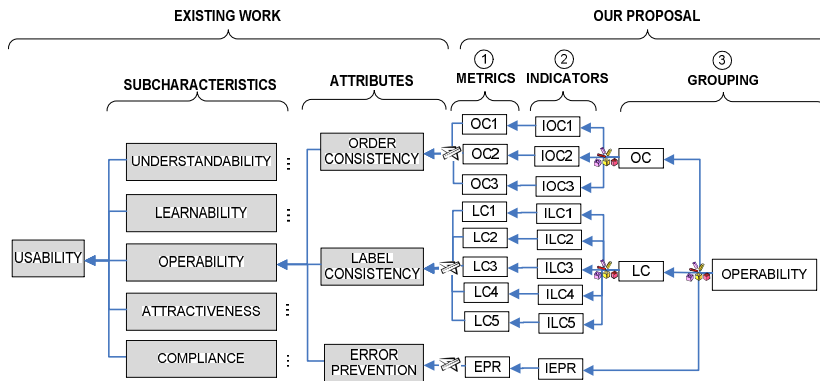 EXISTING WORK
OUR PROPOSAL
1
2
3
SUBCHARACTERISTICS
ATTRIBUTES
METRICS
INDICATORS
GROUPING
USABILITY
UNDERSTANDABILITY
LEARNABILITY
OPERABILITY
ATTRACTIVENESS
COMPLIANCE
ORDER
CONSISTENCY
LABEL
CONSISTENCY
ERROR
PREVENTION
OC1
OC2
OC3
LC1
LC2
LC3
LC4
LC5
EPR
IOC1
IOC2
IOC3
ILC1
ILC2
ILC3
ILC4
ILC5
IEPR
OC
LC
OPERABILITY